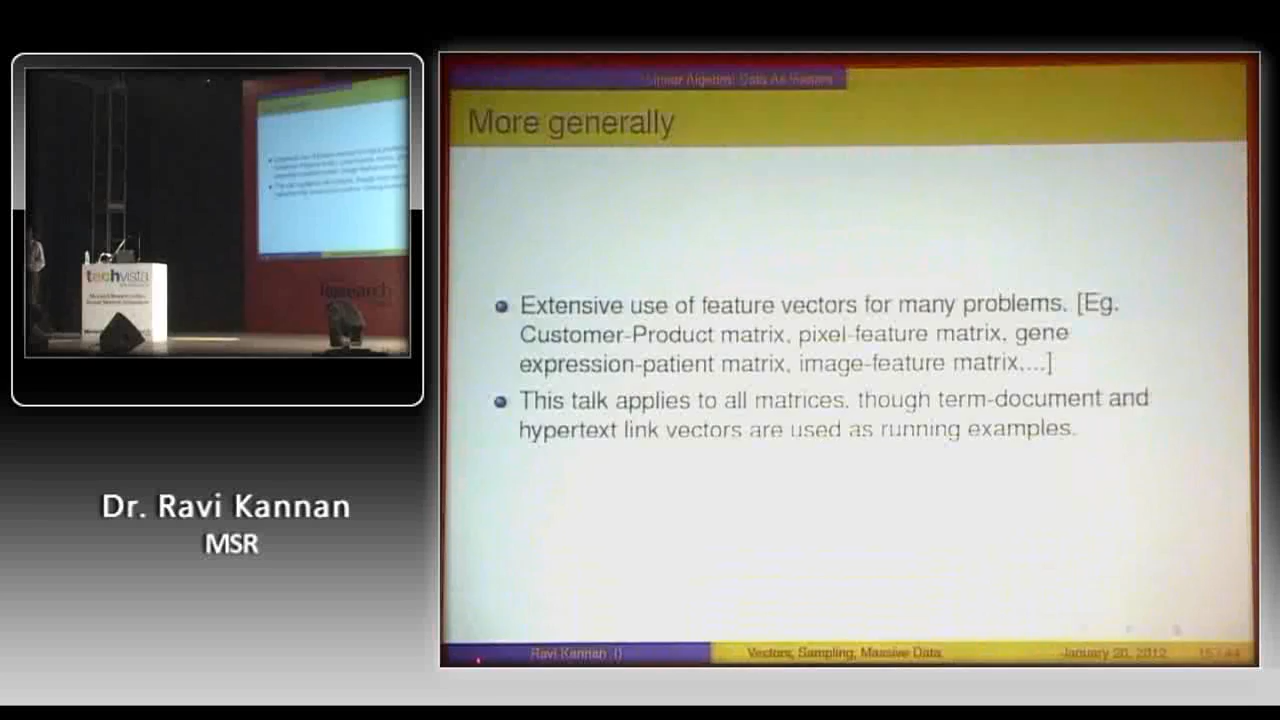 Linear Algebra: Data As Vectors
More generally
Extensive use of feature vectors for many problems. [Eg.
Customer-Product matrix, pixel-feature matrix, gene
expression-patient matrix, image-feature matrix,...]
This talk applies to all matrices, though term-document and
hypertext link vectors are used as running examples.
Ravi Kannan ()
Vectors, Sampling, Massive Data
January 20, 2012
techvista
Research
Dr. Ravi Kannan
MSR